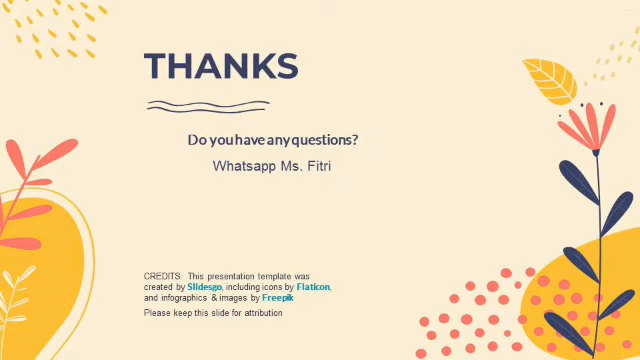 THANKS
Do you have any questions?
Whatsapp Ms. Fitri
CREDITS: This presentation template was
created by Slidesgo, including icons by Flaticon,
and infographics & images by Freepik
Please keep this slide for attribution